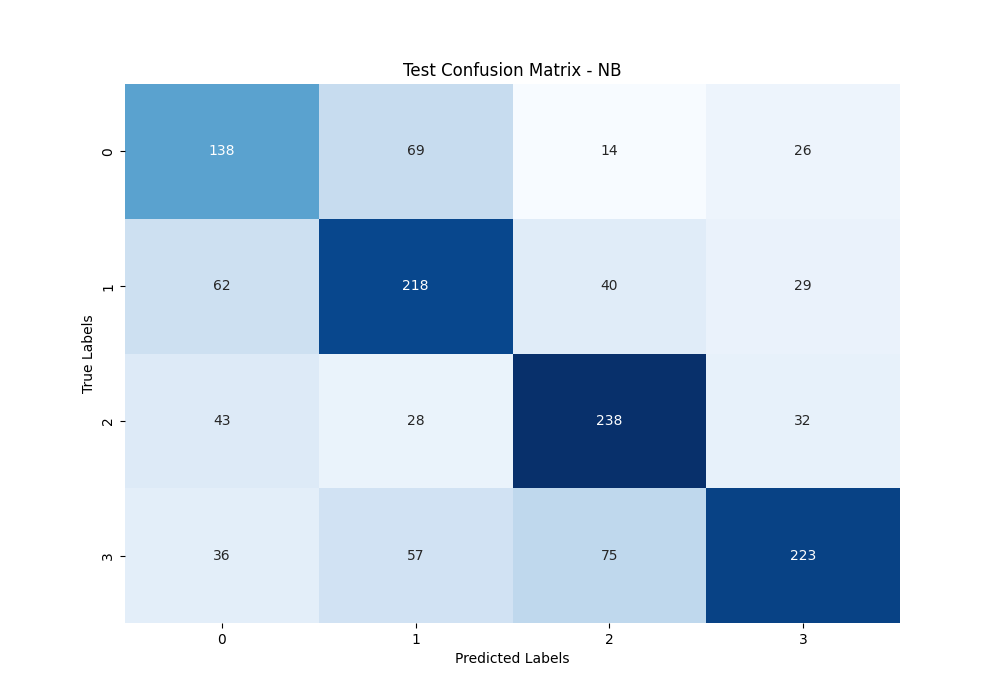 Test Confusion Matrix - NB
True Labels
0 138 69 14 26
1 62 218 40 29
2 43 28 238 32
3 36 57 75 223
0 1 2 3
Predicted Labels